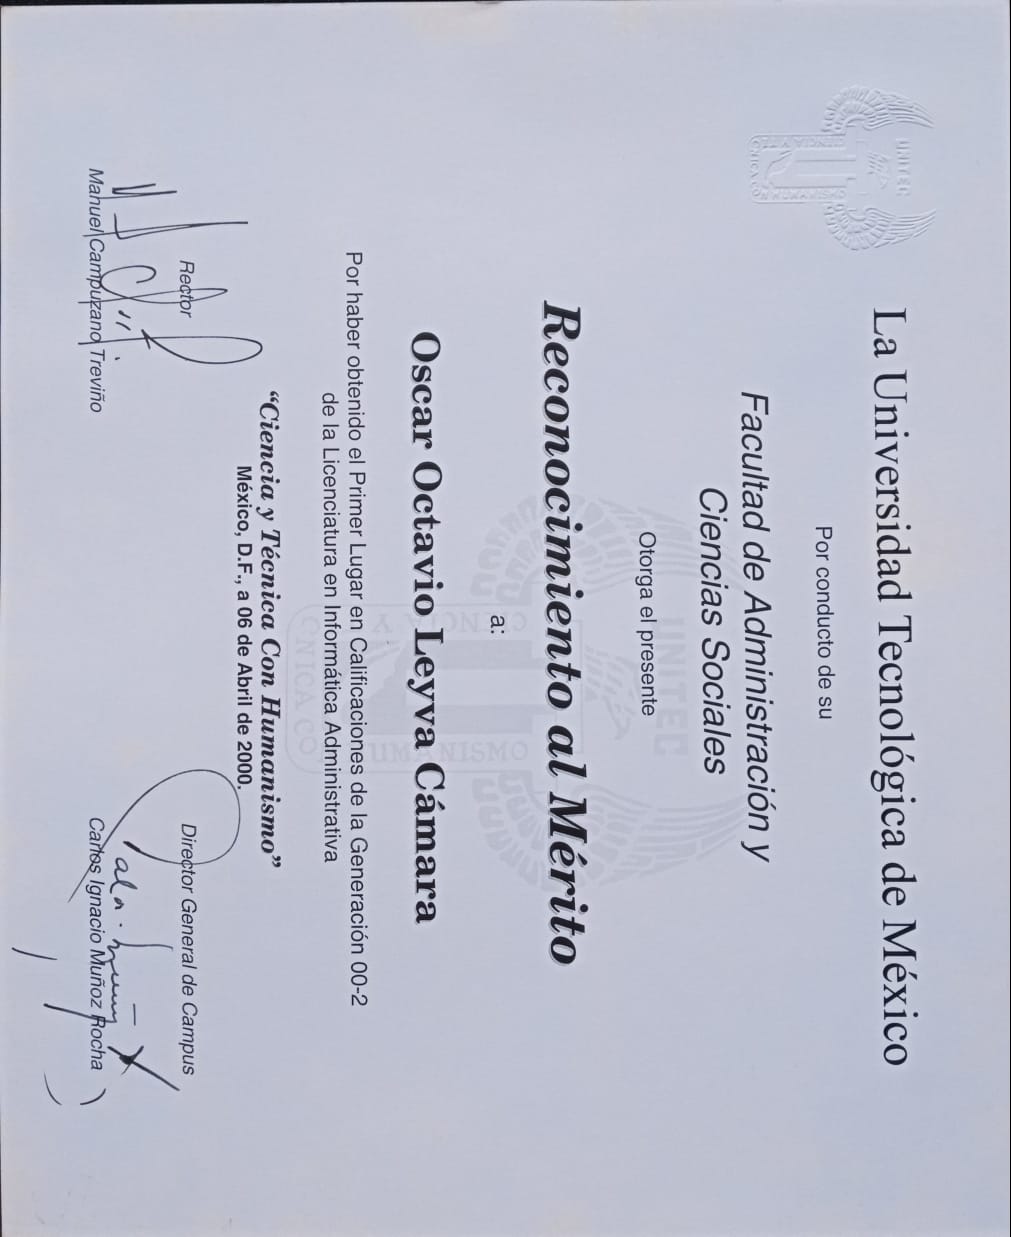 UNITEC
La Universidad Tecnológica de México
Por conducto de su
Facultad de Administración y
Ciencias Sociales
UNITEC
Otorga el presente
Reconocimiento al Mérito
a:
Oscar Octavio Leyva Cámara
Por haber obtenido el Primer Lugar en Calificaciones de la Generación 00-2
de la Licenciatura en Informática Administrativa
“Ciencia y Técnica Con Humanismo”
México, D.F., a 06 de Abril de 2000.
Rector
Manuel Campuzano Treviño
Director General de Campus
Carlos Ignacio Muñoz Rocha